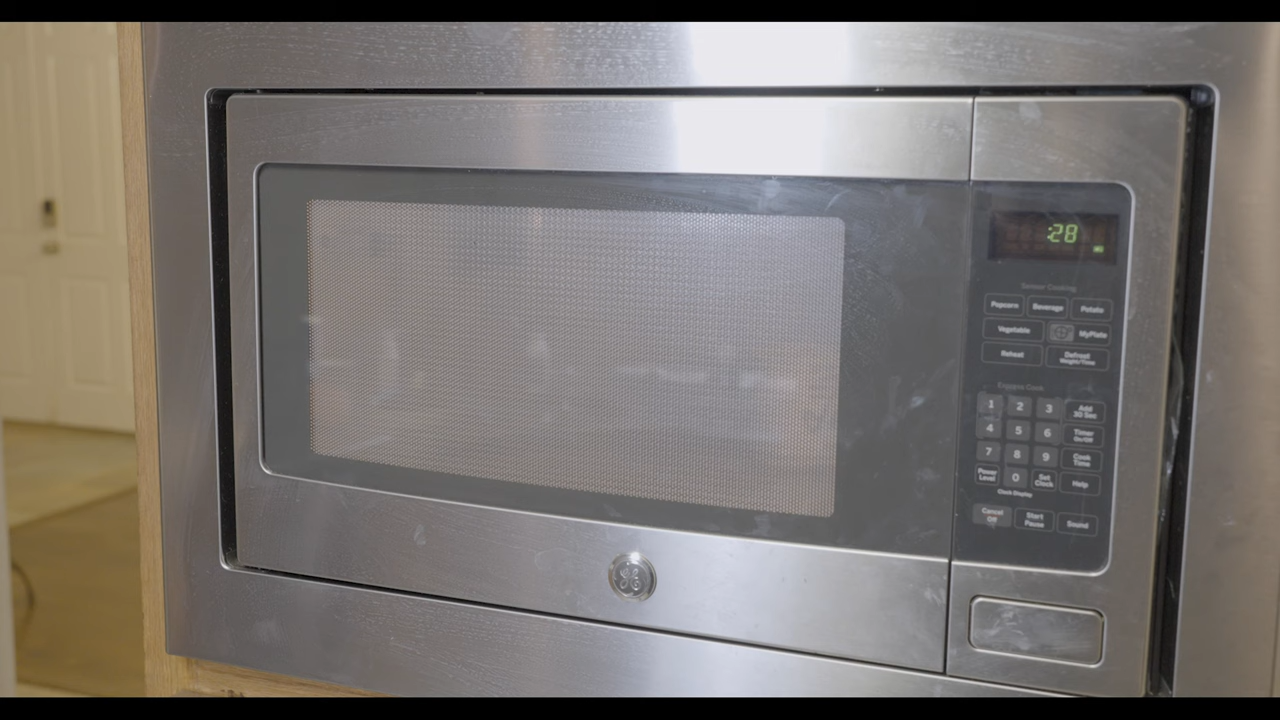 :28
Sensor Cooking
Popcorn Beverage Potato
Vegetable MyPlate
Reheat Defrost
Weight/Time
Express Cook
1 2 3 Add
30 Sec
4 5 6 Timer
On/Off
7 8 9 Cook
Time
Power
Level 0 Set
Clock Help
Clock Display
Cancel
Off Start
Pause Sound
GE